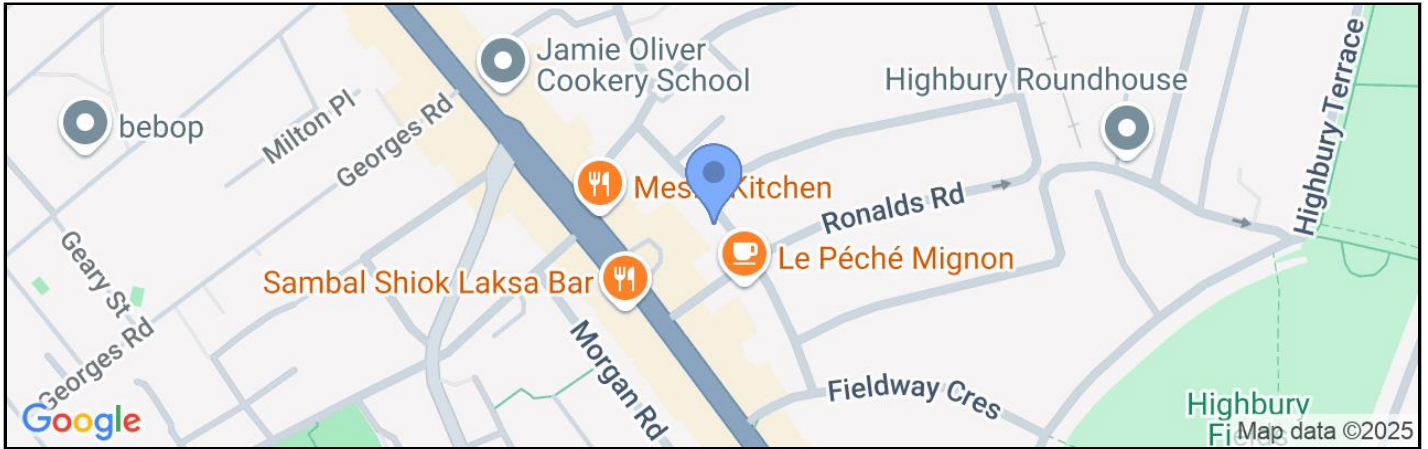 Jamie Oliver
Cookery School
Highbury Roundhouse
Highbury Terrace
bebop
Milton Pl
Georges Rd
Kitchen
Ronalds Rd
Le Péché Mignon
Sambal Shiok Laksa Bar
Geary St
Georges Rd
Morgan Rd
Fieldway Cres
Highbury
Google
Map data ©2025